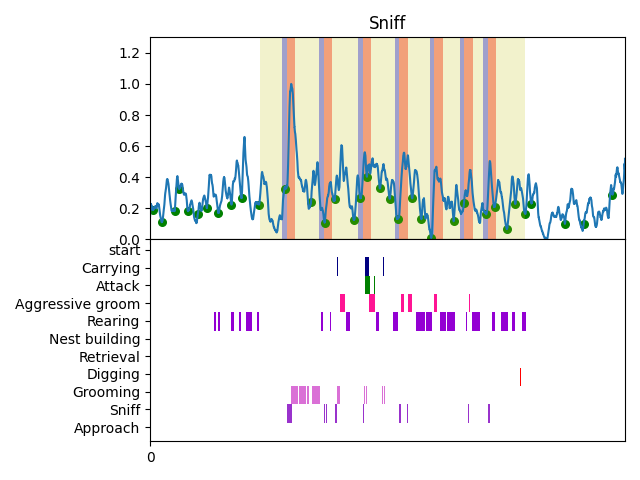 Sniff
1.2
1.0
0.8
0.6
0.4
0.2
0.0
start
Carrying
Attack
Aggressive groom
Rearing
Nest building
Retrieval
Digging
Grooming
Sniff
Approach
0